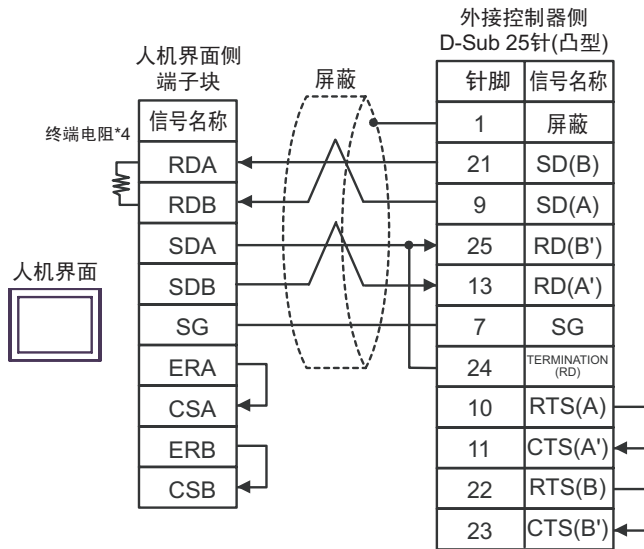 外接控制器侧
D-Sub 25针(凸型)
人机界面侧
端子块
屏蔽
针脚 信号名称
信号名称
1 屏蔽
终端电阻*4
RDA
21 SD(B)
RDB
9 SD(A)
SDA
25 RD(B')
人机界面
SDB
13 RD(A')
SG
7 SG
ERA
24 TERMINATION
(RD)
CSA
10 RTS(A)
ERB
11 CTS(A')
CSB
22 RTS(B)
23 CTS(B')